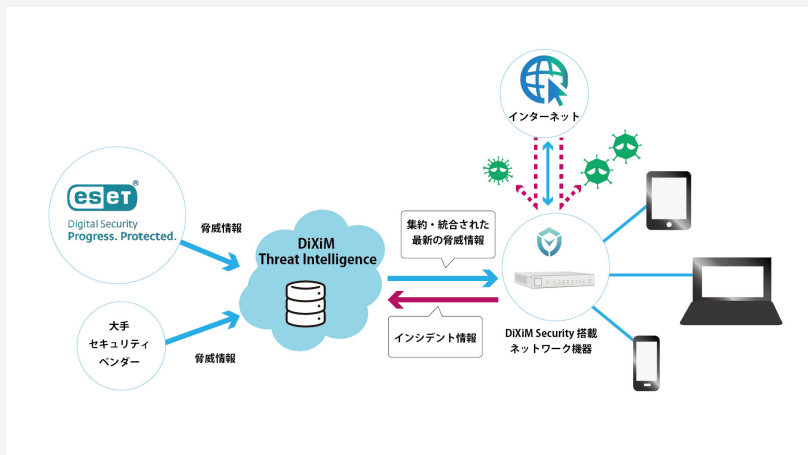 インターネット
eseT®
Digital Security
Progress. Protected.
脅威情報
DiXiM
Threat Intelligence
集約・統合された
最新の脅威情報
インシデント情報
大手
セキュリティ
ベンダー
脅威情報
DiXiM Security 搭載
ネットワーク機器